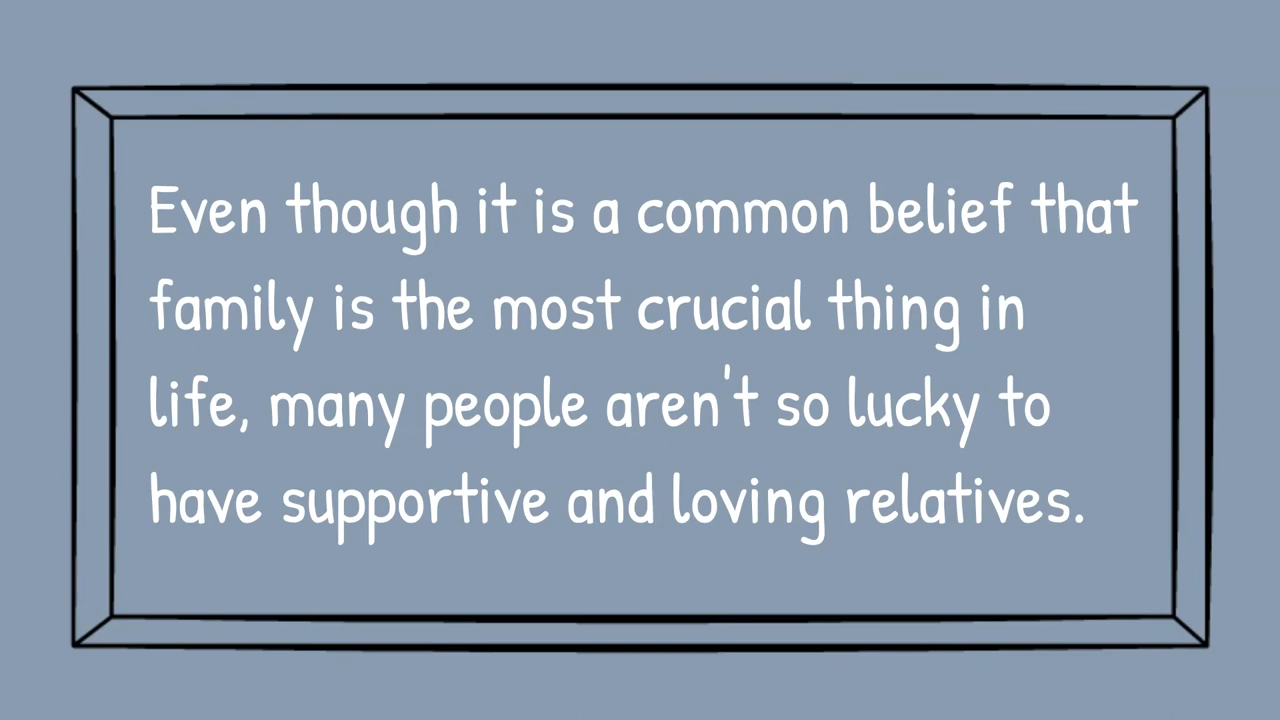 Even though it is a common belief that
family is the most crucial thing in
life, many people aren't so lucky to
have supportive and loving relatives.